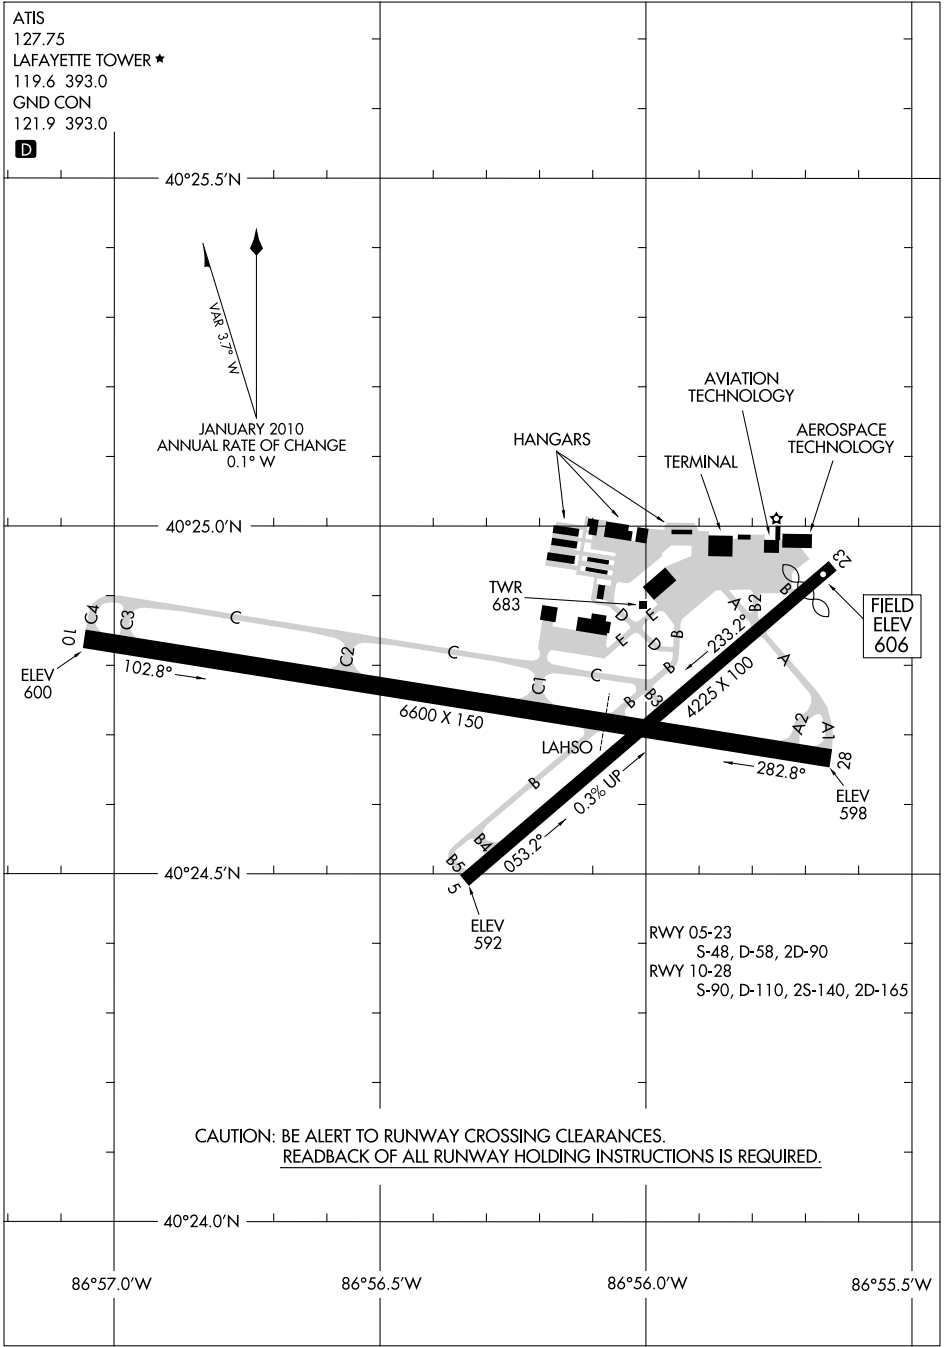 ATIS
127.75
LAFAYETTE TOWER ★
119.6 393.0
GND CON
121.9 393.0
D
40°25.5'N
VAR 3.7° W
JANUARY 2010
ANNUAL RATE OF CHANGE
0.1° W
AVIATION
TECHNOLOGY
HANGARS
AEROSPACE
TECHNOLOGY
TERMINAL
40°25.0'N
23
TWR
683
FIELD
ELEV
606
A
B2
B
C4
C3
C
D
E
B
233.2°
10
ELEV
600
102.8°
C2
C
E
D
B
A
C1
C
B
B3
4225 X 100
6600 X 150
A2
A1
LAHSO
28
282.8°
B
0.3% UP
ELEV
598
B4
053.2°
B5
5
40°24.5'N
ELEV
592
RWY 05-23
S-48, D-58, 2D-90
RWY 10-28
S-90, D-110, 2S-140, 2D-165
CAUTION: BE ALERT TO RUNWAY CROSSING CLEARANCES.
READBACK OF ALL RUNWAY HOLDING INSTRUCTIONS IS REQUIRED.
40°24.0'N
86°57.0'W
86°56.5'W
86°56.0'W
86°55.5'W